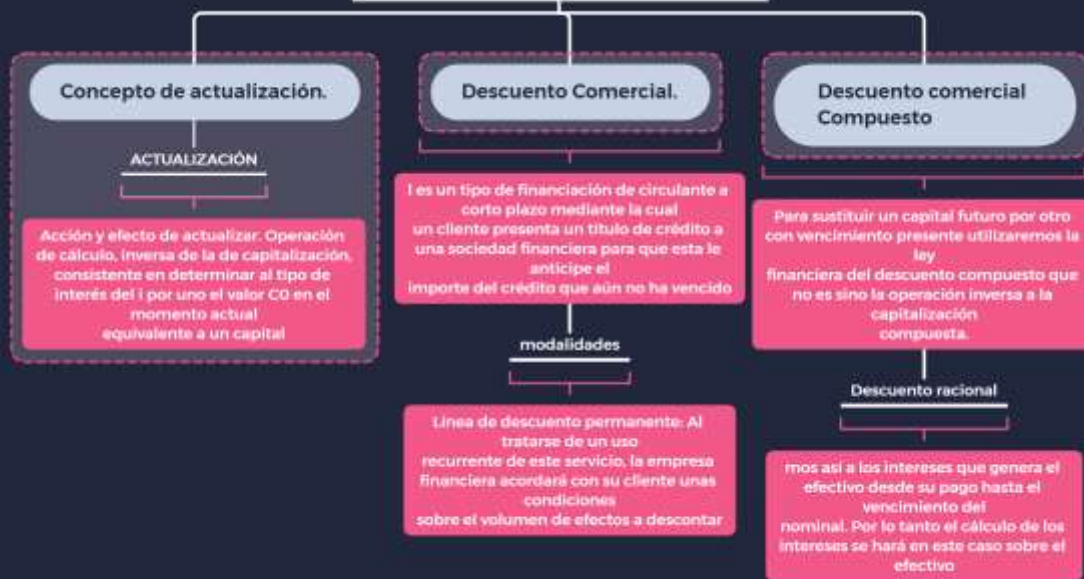 Concepto de actualización.
ACTUALIZACIÓN
Acción y efecto de actualizar. Operación
de cálculo, inversa de la de capitalización,
consistente en determinar al tipo de
interés del i por uno el valor C0 en el
momento actual
equivalente a un capital
Descuento Comercial.
l es un tipo de financiación de circulante a
corto plazo mediante la cual
un cliente presenta un título de crédito a
una sociedad financiera para que esta le
anticipe el
importe del crédito que aún no ha vencido
modalidades
Línea de descuento permanente: Al
tratarse de un uso
recurrente de este servicio, la empresa
financiera acordará con su cliente unas
condiciones
sobre el volumen de efectos a descontar
Descuento comercial
Compuesto
Para sustituir un capital futuro por otro
con vencimiento presente utilizaremos la
ley
financiera del descuento compuesto que
no es sino la operación inversa a la
capitalización
compuesta.
Descuento racional
mos así a los intereses que genera el
efectivo desde su pago hasta el
vencimiento del
nominal. Por lo tanto el cálculo de los
intereses se hará en este caso sobre el
efectivo